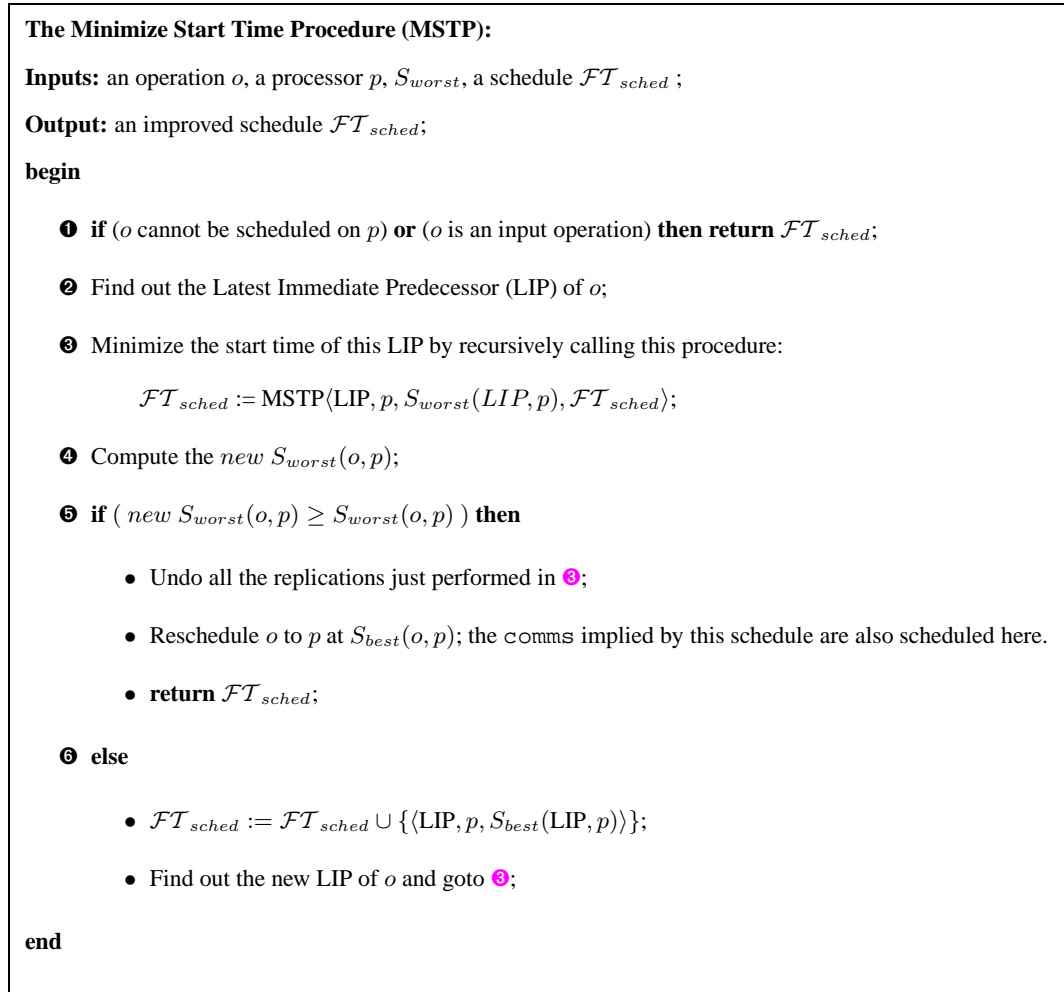 The Minimize Start Time Procedure (MSTP):
Inputs: an operation o, a processor p, S_worst, a schedule ℱ𝒯_sched ;
Output: an improved schedule ℱ𝒯_sched;
begin
❶ if (o cannot be scheduled on p) or (o is an input operation) then return ℱ𝒯_sched;
❷ Find out the Latest Immediate Predecessor (LIP) of o;
❸ Minimize the start time of this LIP by recursively calling this procedure:
ℱ𝒯_sched := MSTP⟨LIP, p, S_worst(LIP, p), ℱ𝒯_sched⟩;
❹ Compute the new S_worst(o, p);
❺ if ( new S_worst(o, p) ≥ S_worst(o, p) ) then
• Undo all the replications just performed in ❸;
• Reschedule o to p at S_best(o, p); the comms implied by this schedule are also scheduled here.
• return ℱ𝒯_sched;
❻ else
• ℱ𝒯_sched := ℱ𝒯_sched ∪ {⟨LIP, p, S_best(LIP, p)⟩};
• Find out the new LIP of o and goto ❸;
end